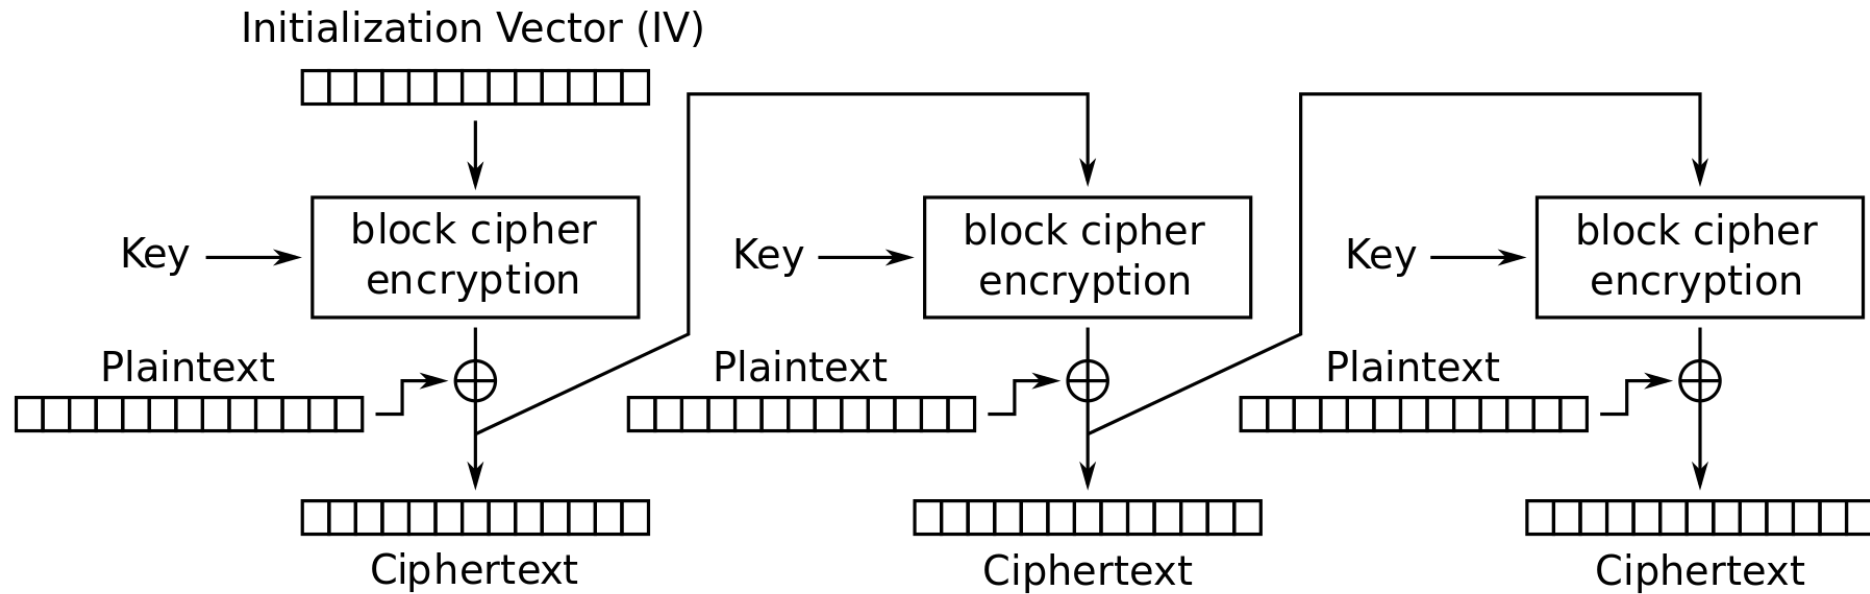 Initialization Vector (IV)
Key
block cipher
encryption
Key
block cipher
encryption
Key
block cipher
encryption
Plaintext
Plaintext
Plaintext
Ciphertext
Ciphertext
Ciphertext